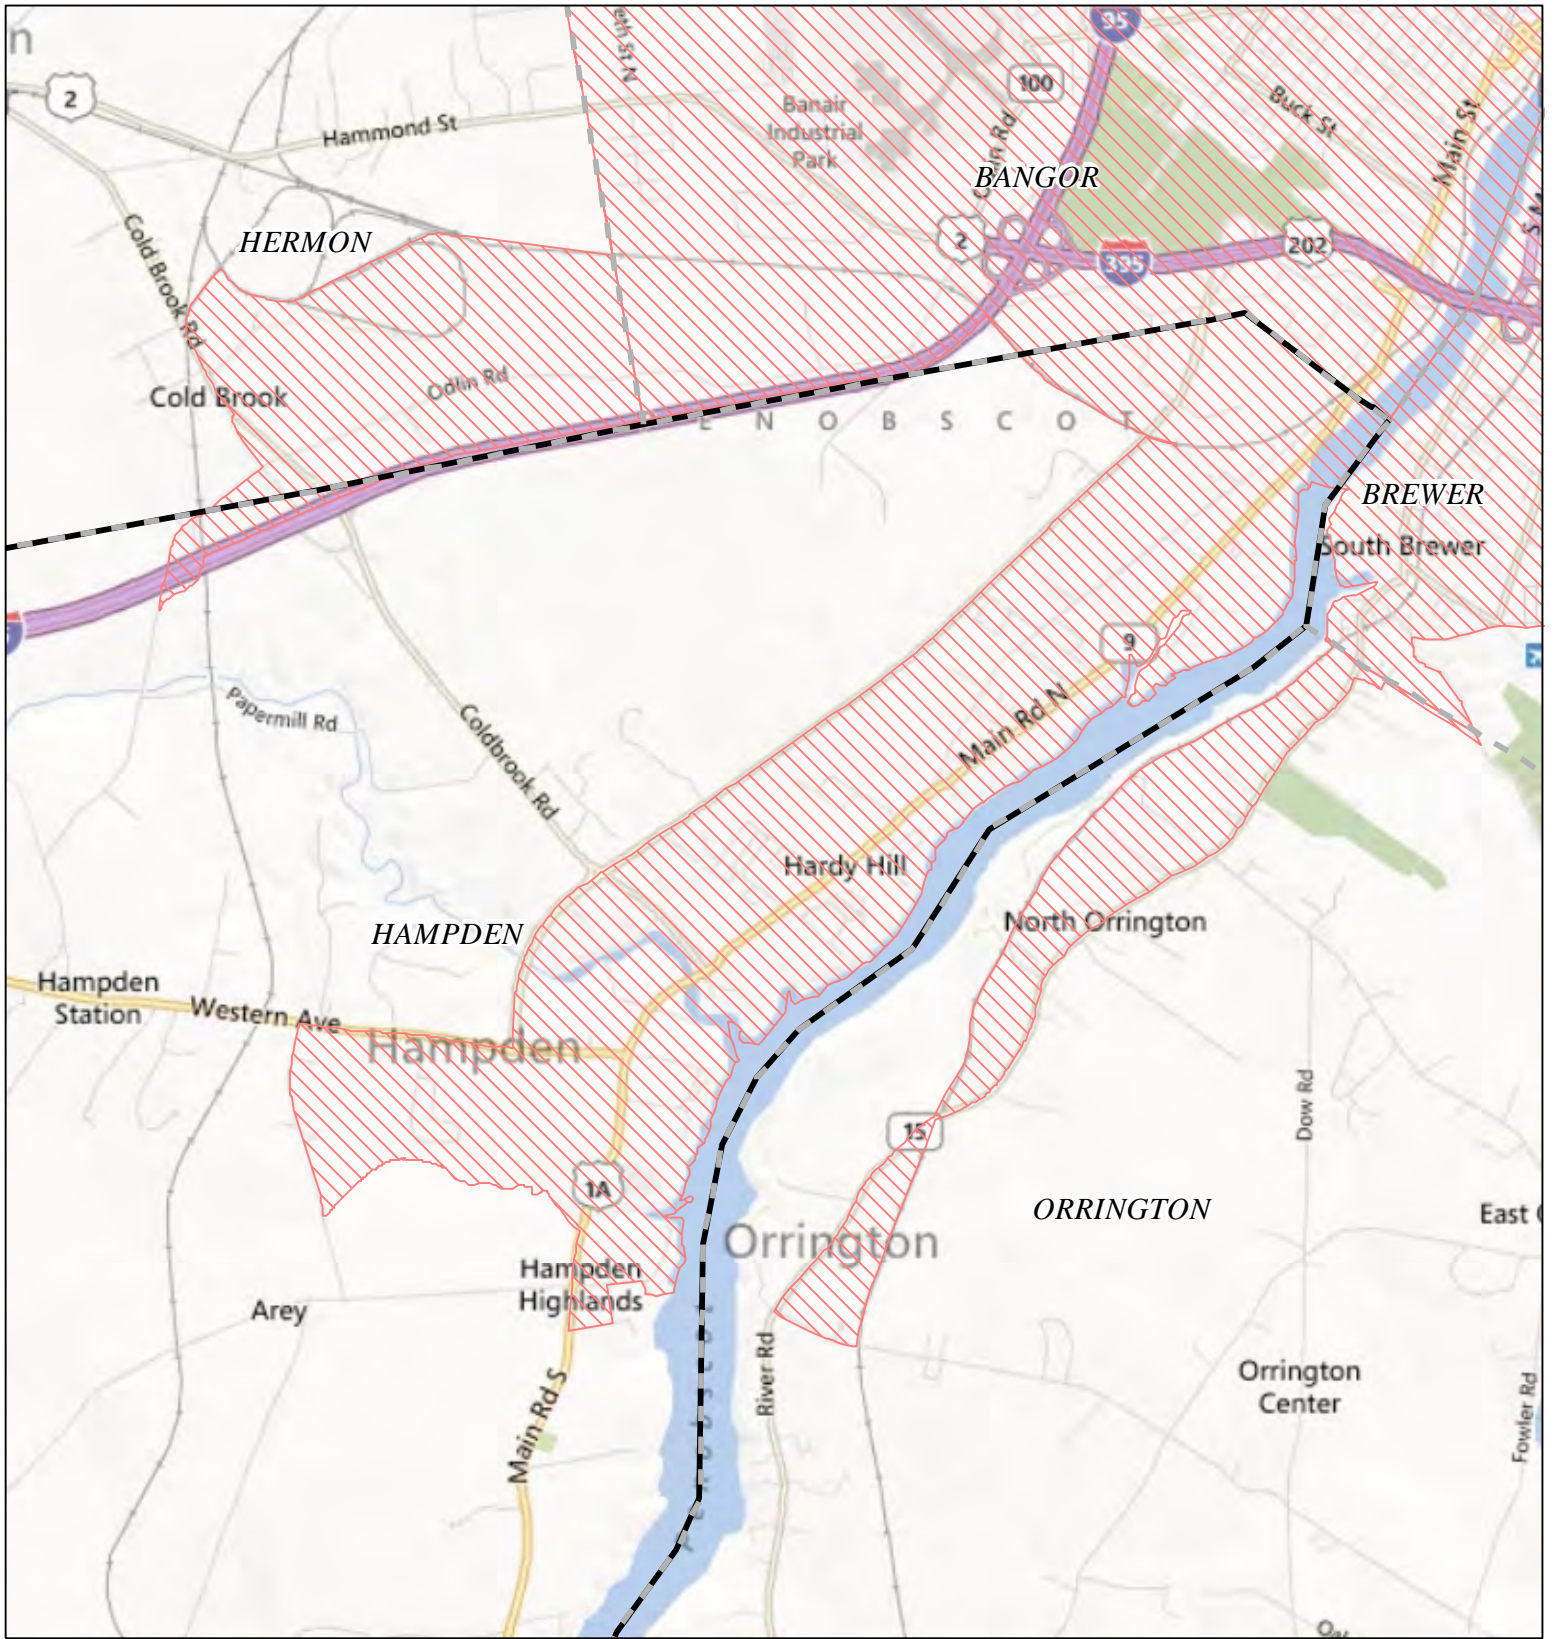 n
95
2
100
Hammond St
Banair
Industrial
Park
Buck St
Main St
BANGOR
HERMON
2
395
202
Cold Brook Rd
Cold Brook
Odlin Rd
E N O B S C O T
BREWER
South Brewer
9
Papermill Rd
Coldbrook Rd
Main Rd N
Hardy Hill
North Orrington
HAMPDEN
Hampden
Station
Western Ave
Hampden
15
Dow Rd
1A
ORRINGTON
East
Orrington
Hampden
Highlands
Arey
River Rd
Orrington
Center
Main Rd S
Fowler Rd